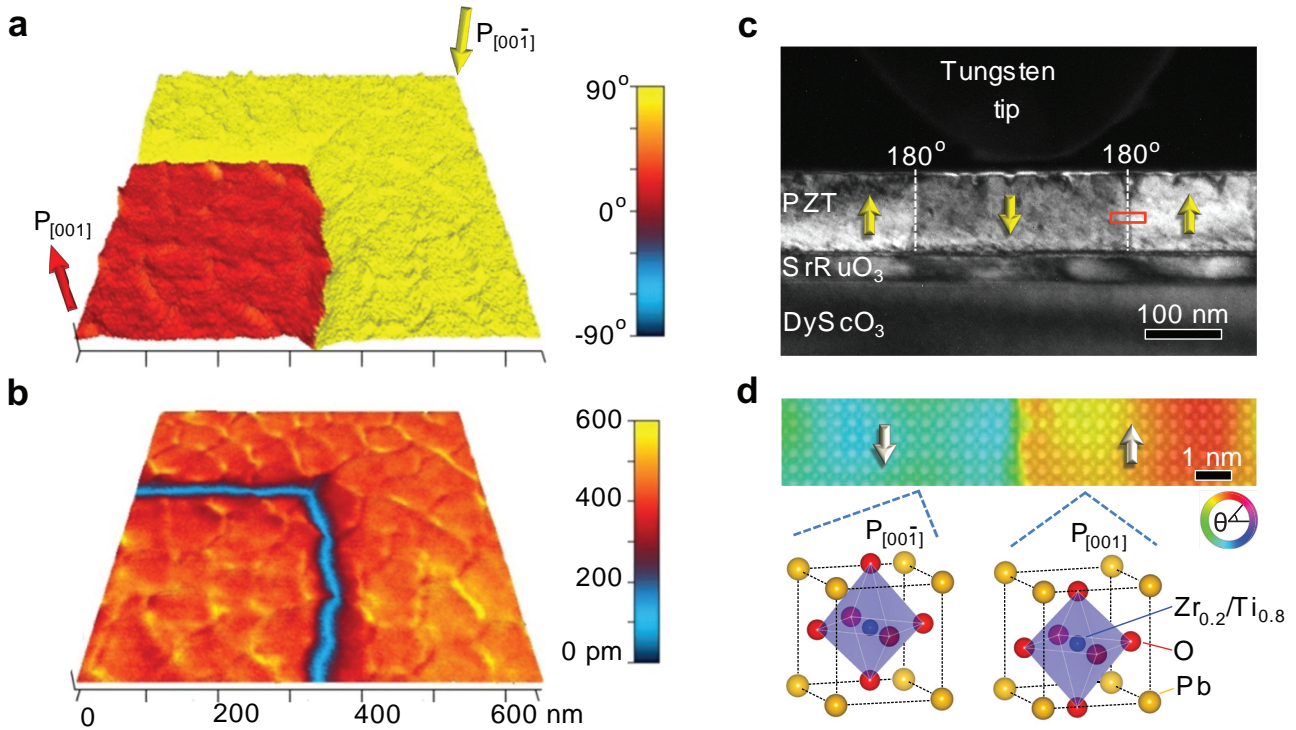 a
P[001̄]
90°
0°
-90°
P[001]
b
600
400
200
0 pm
0
200
400
600 nm
c
Tungsten
tip
180°
180°
PZT
SrRuO₃
DyScO₃
100 nm
d
1 nm
θ
P[001̄]
P[001]
Zr₀.₂/Ti₀.₈
O
Pb